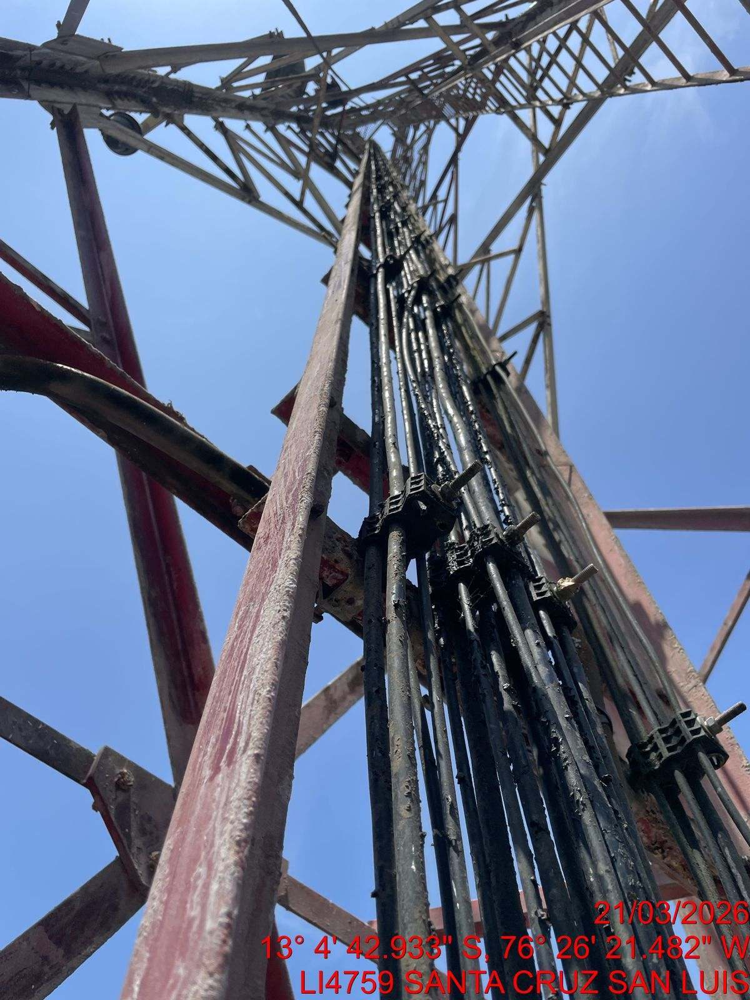 21/03/2026
13° 4' 42.933" S, 76° 26' 21.482" W
LI4759 SANTA CRUZ SAN LUIS